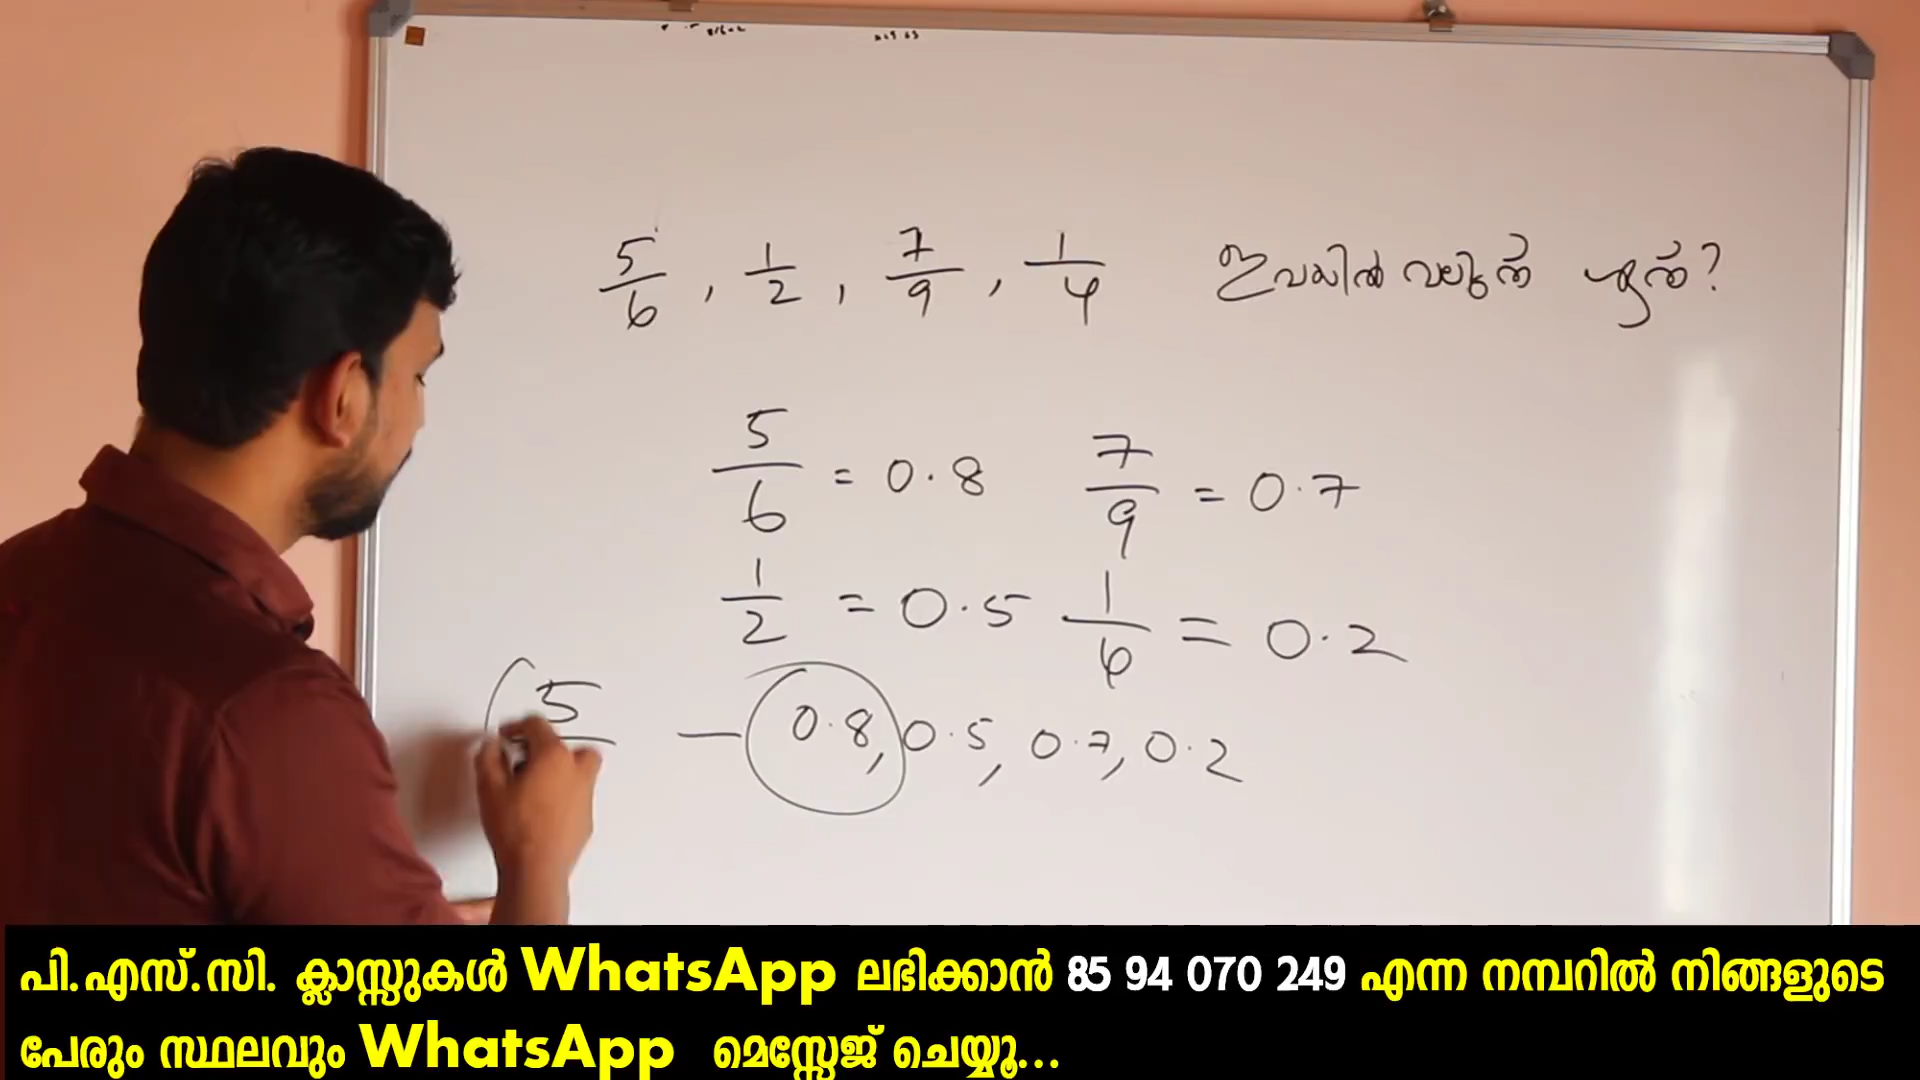 5/6 , 1/2 , 7/9 , 1/4 ഇവയിൽ വലുത് ഏത്?
5/6 = 0.8 7/9 = 0.7
1/2 = 0.5 1/4 = 0.2
5 — 0.8, 0.5, 0.7, 0.2
പി.എസ്.സി. ക്ലാസ്സുകൾ WhatsApp ലഭിക്കാൻ 85 94 070 249 എന്ന നമ്പറിൽ നിങ്ങളുടെ
പേരും സ്ഥലവും WhatsApp മെസ്സേജ് ചെയ്യൂ...